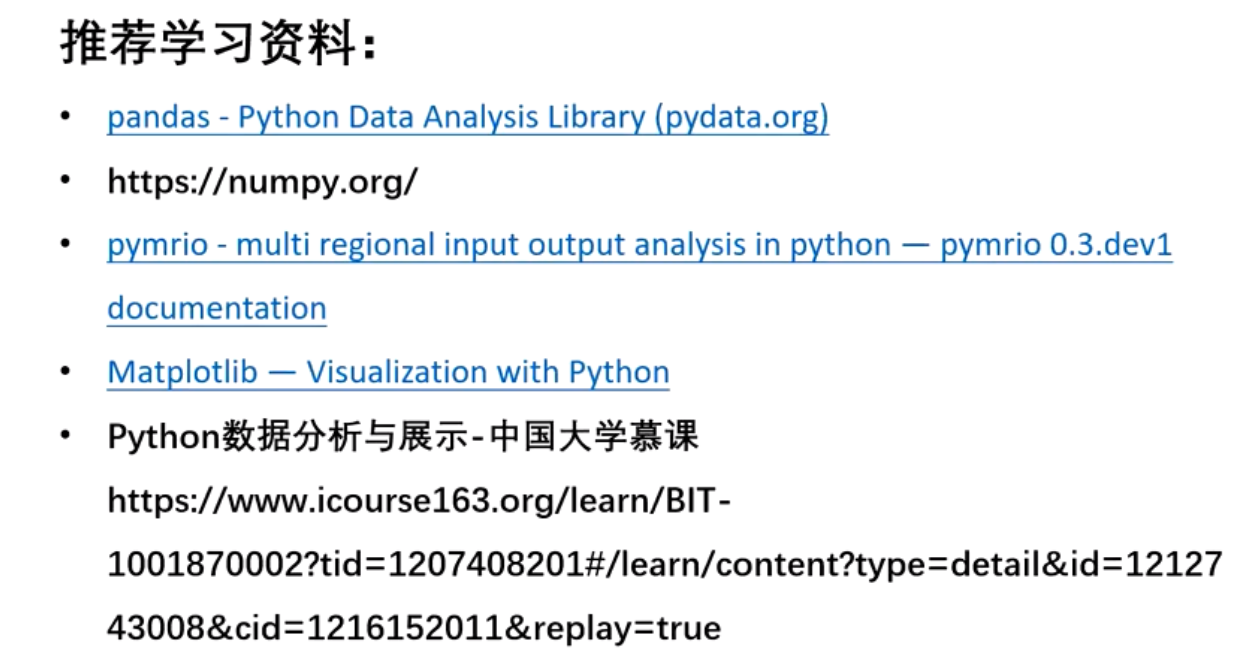 推荐学习资料：
• pandas - Python Data Analysis Library (pydata.org)
• https://numpy.org/
• pymrio - multi regional input output analysis in python — pymrio 0.3.dev1
documentation
• Matplotlib — Visualization with Python
• Python数据分析与展示-中国大学慕课
https://www.icourse163.org/learn/BIT-
1001870002?tid=1207408201#/learn/content?type=detail&id=12127
43008&cid=1216152011&replay=true